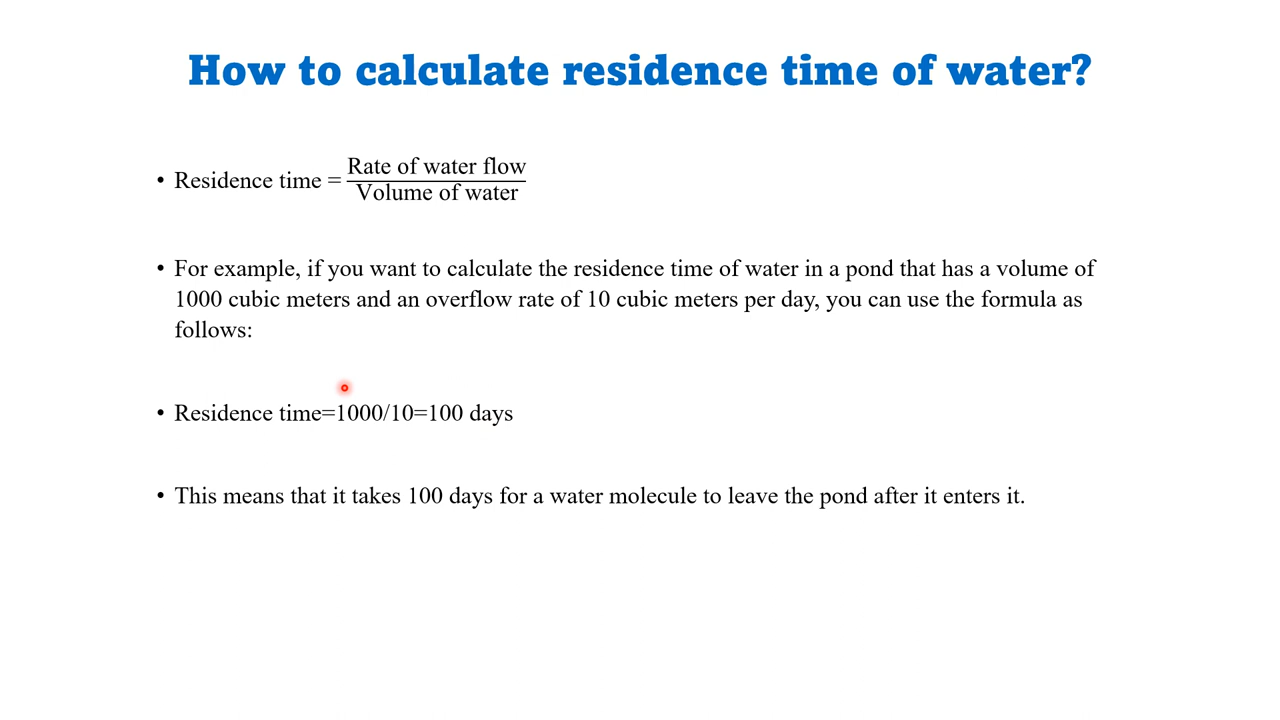 How to calculate residence time of water?
• Residence time = Rate of water flow
Volume of water
• For example, if you want to calculate the residence time of water in a pond that has a volume of
1000 cubic meters and an overflow rate of 10 cubic meters per day, you can use the formula as
follows:
• Residence time=1000/10=100 days
• This means that it takes 100 days for a water molecule to leave the pond after it enters it.